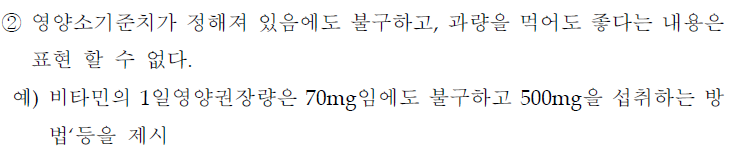 ② 영양소기준치가 정해져 있음에도 불구하고, 과량을 먹어도 좋다는 내용은
표현 할 수 없다.
예) 비타민의 1일영양권장량은 70mg임에도 불구하고 500mg을 섭취하는 방
법‘등을 제시